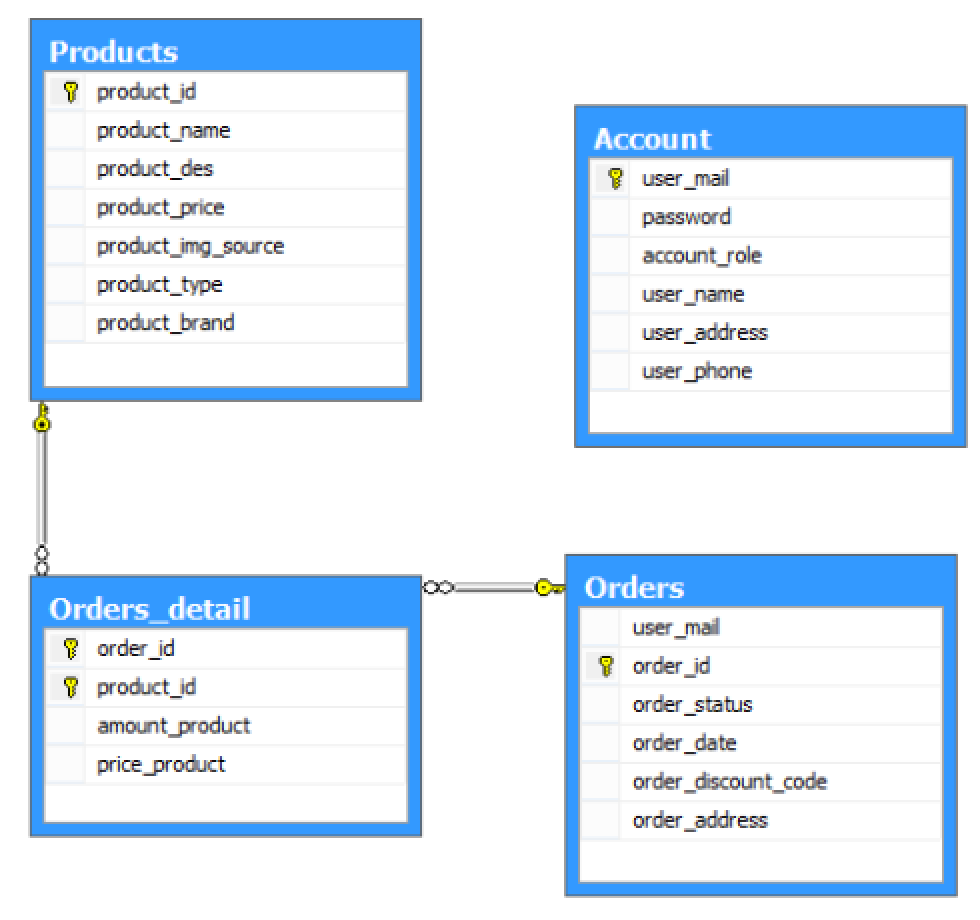 Products
product_id
product_name
product_des
product_price
product_img_source
product_type
product_brand
Account
user_mail
password
account_role
user_name
user_address
user_phone
Orders_detail
order_id
product_id
amount_product
price_product
Orders
user_mail
order_id
order_status
order_date
order_discount_code
order_address